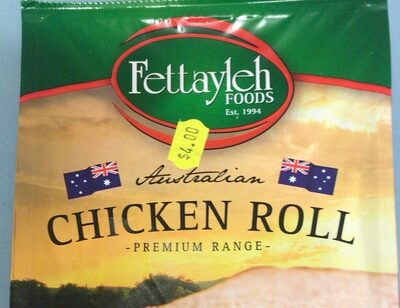 Fettayleh
FOODS
Est. 1994
$4.00
Australian
CHICKEN ROLL
-PREMIUM RANGE-